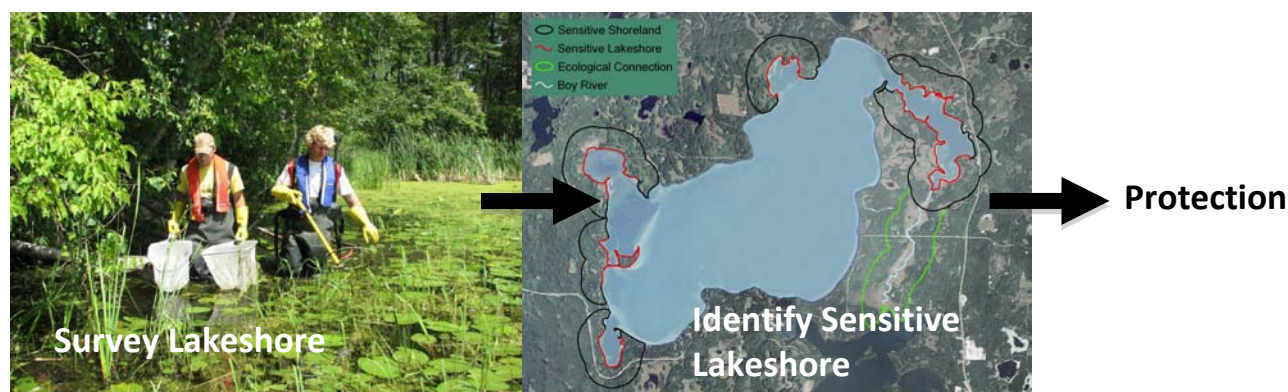 Survey Lakeshore
Sensitive Shoreland
Sensitive Lakeshore
Ecological Connection
Boy River
Identify Sensitive
Lakeshore
Protection